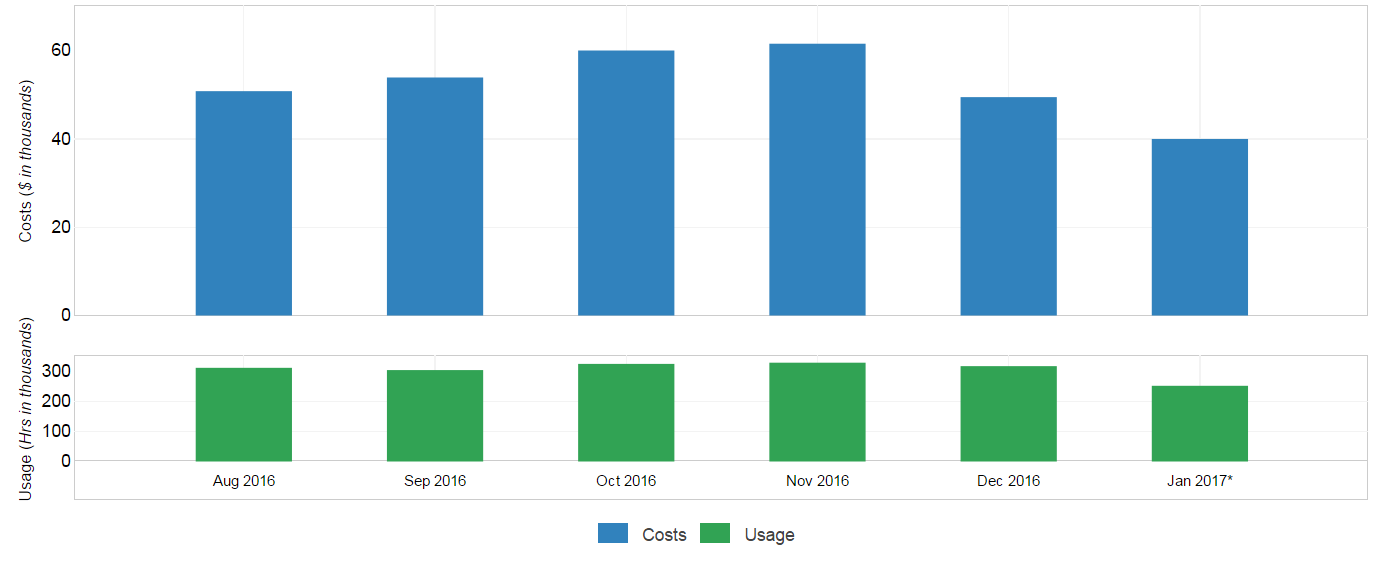 Costs ($ in thousands)
60
40
20
0
Usage (Hrs in thousands)
300
200
100
0
Aug 2016 Sep 2016 Oct 2016 Nov 2016 Dec 2016 Jan 2017*
Costs Usage